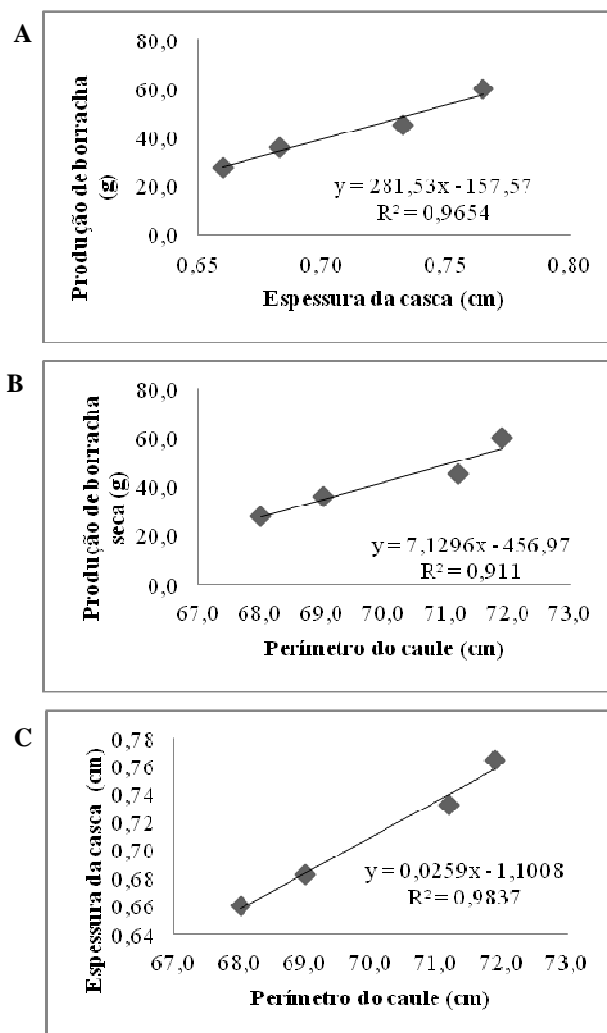 A
Produção de borracha
(g)
80,0
60,0
40,0
20,0
0,0
y = 281,53x -157,57
R² = 0,9654
0,65 0,70 0,75 0,80
Espessura da casca (cm)
B
Produção de borracha
seca (g)
80,0
60,0
40,0
20,0
0,0
y = 7,1296x - 456,97
R² = 0,911
67,0 68,0 69,0 70,0 71,0 72,0 73,0
Perímetro do caule (cm)
C
Espessura da casca (cm)
0,78
0,76
0,74
0,72
0,70
0,68
0,66
0,64
y = 0,0259x - 1,1008
R² = 0,9837
67,0 68,0 69,0 70,0 71,0 72,0 73,0
Perímetro do caule (cm)